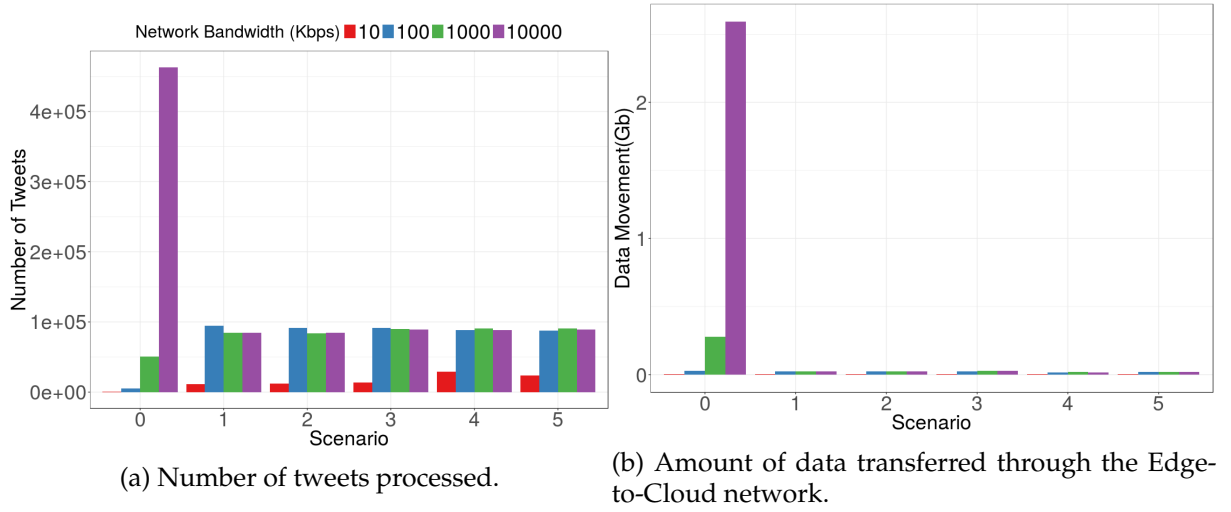 Network Bandwidth (Kbps) 10 100 1000 10000
Number of Tweets
4e+05
3e+05
2e+05
1e+05
0e+00
0 1 2 3 4 5
Scenario
(a) Number of tweets processed.
Data Movement(Gb)
2
1
0
0 1 2 3 4 5
Scenario
(b) Amount of data transferred through the Edge-
to-Cloud network.